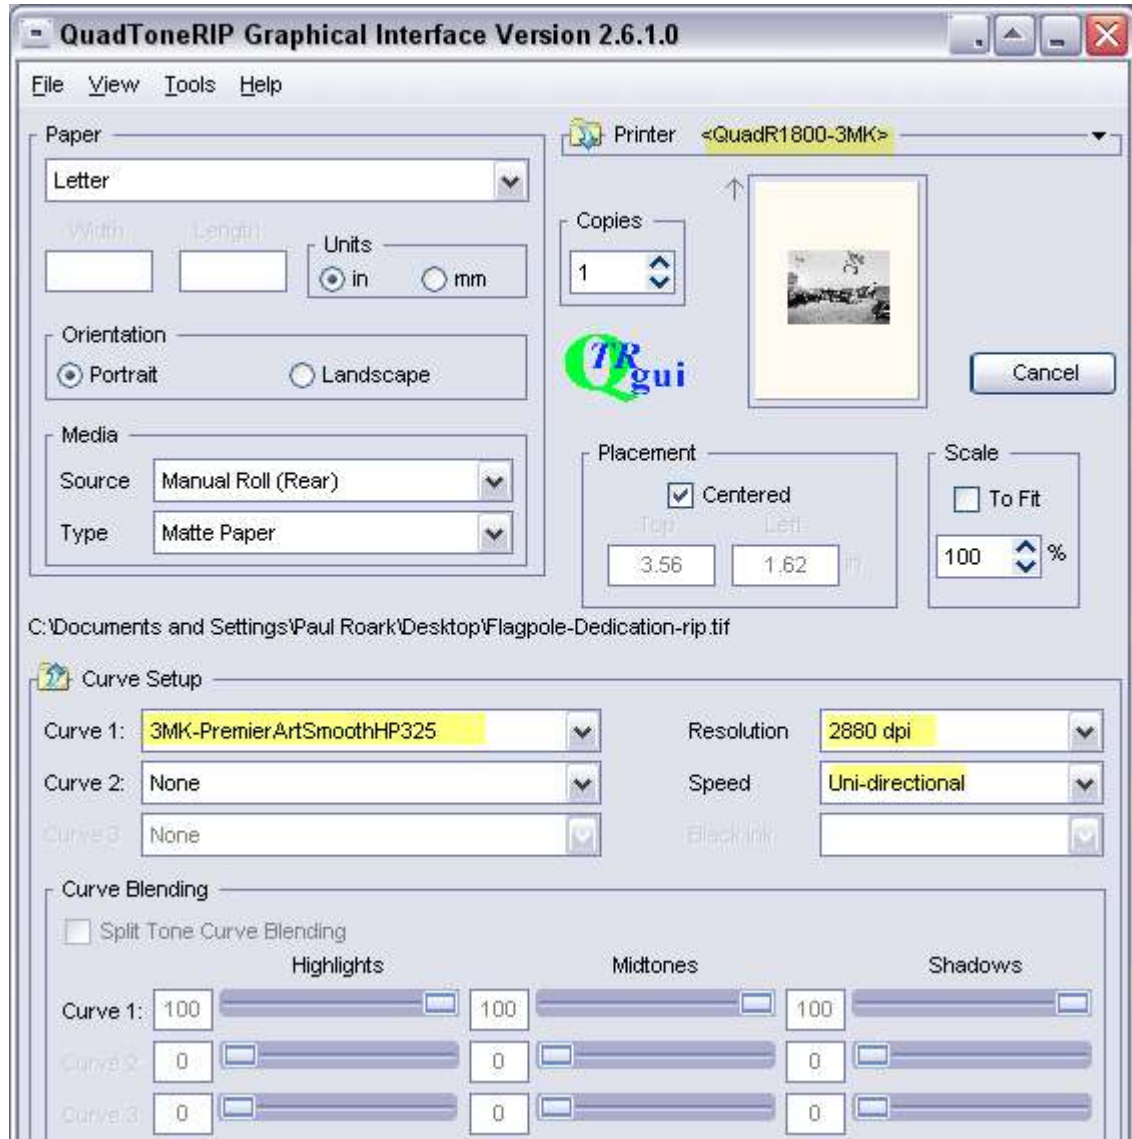 QuadToneRIP Graphical Interface Version 2.6.1.0
File View Tools Help
Paper
Letter
Width Length
Units
in mm
Orientation
Portrait Landscape
Media
Source Manual Roll (Rear)
Type Matte Paper
Printer <QuadR1800-3MK>
Copies
1
QTR gui
Cancel
Placement
Centered
Top Left
3.56 1.62 in
Scale
To Fit
100 %
C:\Documents and Settings\Paul Roark\Desktop\Flagpole-Dedication-rip.tif
Curve Setup
Curve 1: 3MK-PremierArtSmoothHP325 Resolution 2880 dpi
Curve 2: None Speed Uni-directional
Curve 3 None Black Ink
Curve Blending
Split Tone Curve Blending
Highlights Midtones Shadows
Curve 1: 100 100 100
Curve 2 0 0 0
Curve 3 0 0 0